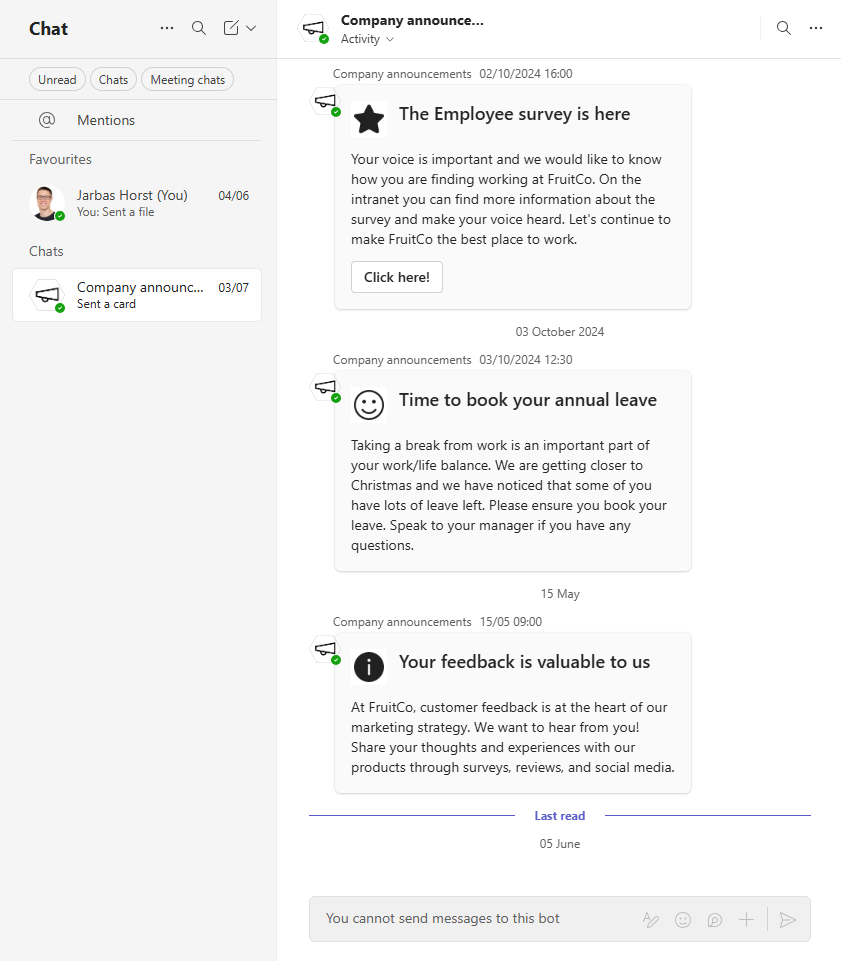 Chat
Unread
Chats
Meeting chats
Mentions
Favourites
Jarbas Horst (You) 04/06
You: Sent a file
Chats
Company announc... 03/07
Sent a card
Company announce...
Activity
Company announcements 02/10/2024 16:00
The Employee survey is here
Your voice is important and we would like to know
how you are finding working at FruitCo. On the
intranet you can find more information about the
survey and make your voice heard. Let's continue to
make FruitCo the best place to work.
Click here!
03 October 2024
Company announcements 03/10/2024 12:30
Time to book your annual leave
Taking a break from work is an important part of
your work/life balance. We are getting closer to
Christmas and we have noticed that some of you
have lots of leave left. Please ensure you book your
leave. Speak to your manager if you have any
questions.
15 May
Company announcements 15/05 09:00
Your feedback is valuable to us
At FruitCo, customer feedback is at the heart of our
marketing strategy. We want to hear from you!
Share your thoughts and experiences with our
products through surveys, reviews, and social media.
Last read
05 June
You cannot send messages to this bot